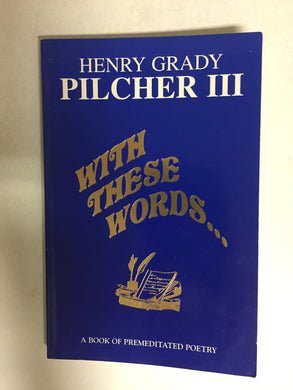 HENRY GRADY
PILCHER III
WITH
THESE
WORDS...
A BOOK OF PREMEDITATED POETRY